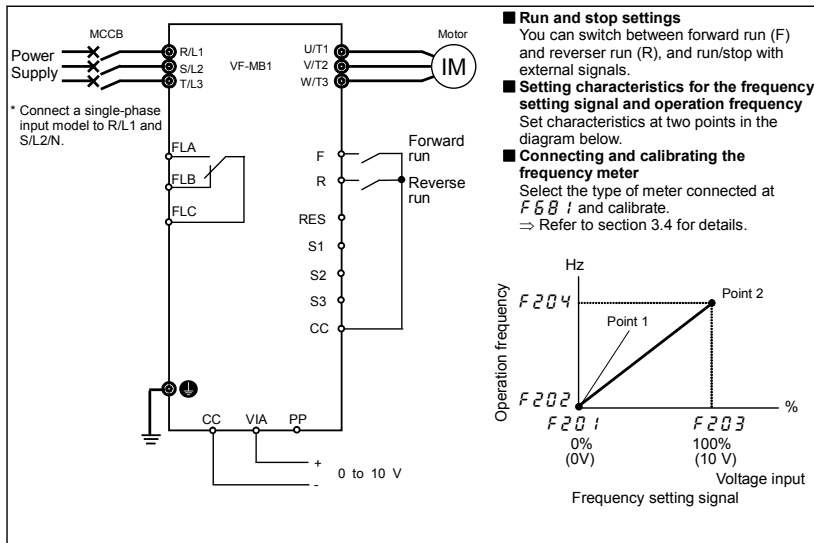 MCCB
Power
Supply
R/L1
S/L2
T/L3
VF-MB1
U/T1
V/T2
W/T3
Motor
IM
* Connect a single-phase
input model to R/L1 and
S/L2/N.
FLA
FLB
FLC
F
R
RES
S1
S2
S3
CC
Forward
run
Reverse
run
CC
VIA
PP
+
0 to 10 V
-
■ Run and stop settings
You can switch between forward run (F)
and reverser run (R), and run/stop with
external signals.
■ Setting characteristics for the frequency
setting signal and operation frequency
Set characteristics at two points in the
diagram below.
■ Connecting and calibrating the
frequency meter
Select the type of meter connected at
F681 and calibrate.
⇒ Refer to section 3.4 for details.
Hz
Operation frequency
F204
Point 2
Point 1
F202
%
F201
F203
0%
(0V)
100%
(10 V)
Voltage input
Frequency setting signal